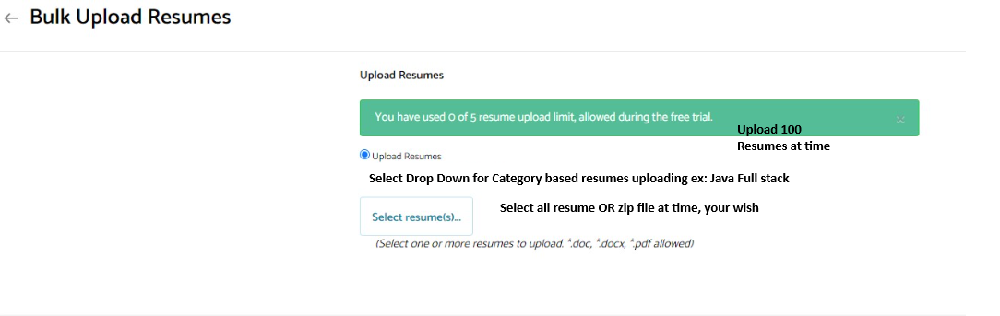 Bulk Upload Resumes
Upload Resumes
You have used 0 of 5 resume upload limit, allowed during the free trial.
Upload 100
Resumes at time
Upload Resumes
Select Drop Down for Category based resumes uploading ex: Java Full stack
Select all resume OR zip file at time, your wish
Select resume(s)...
(Select one or more resumes to upload. *.doc, *.docx, *.pdf allowed)